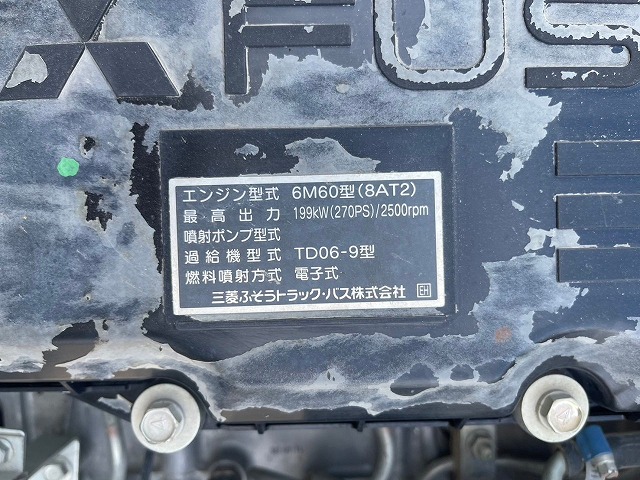 FUS
エンジン型式 6M60型(8AT2)
最高出力 199kW(270PS)/2500rpm
噴射ポンプ型式
過給機型式 TD06-9型
燃料噴射方式 電子式
三菱ふそうトラック・バス株式会社 EH